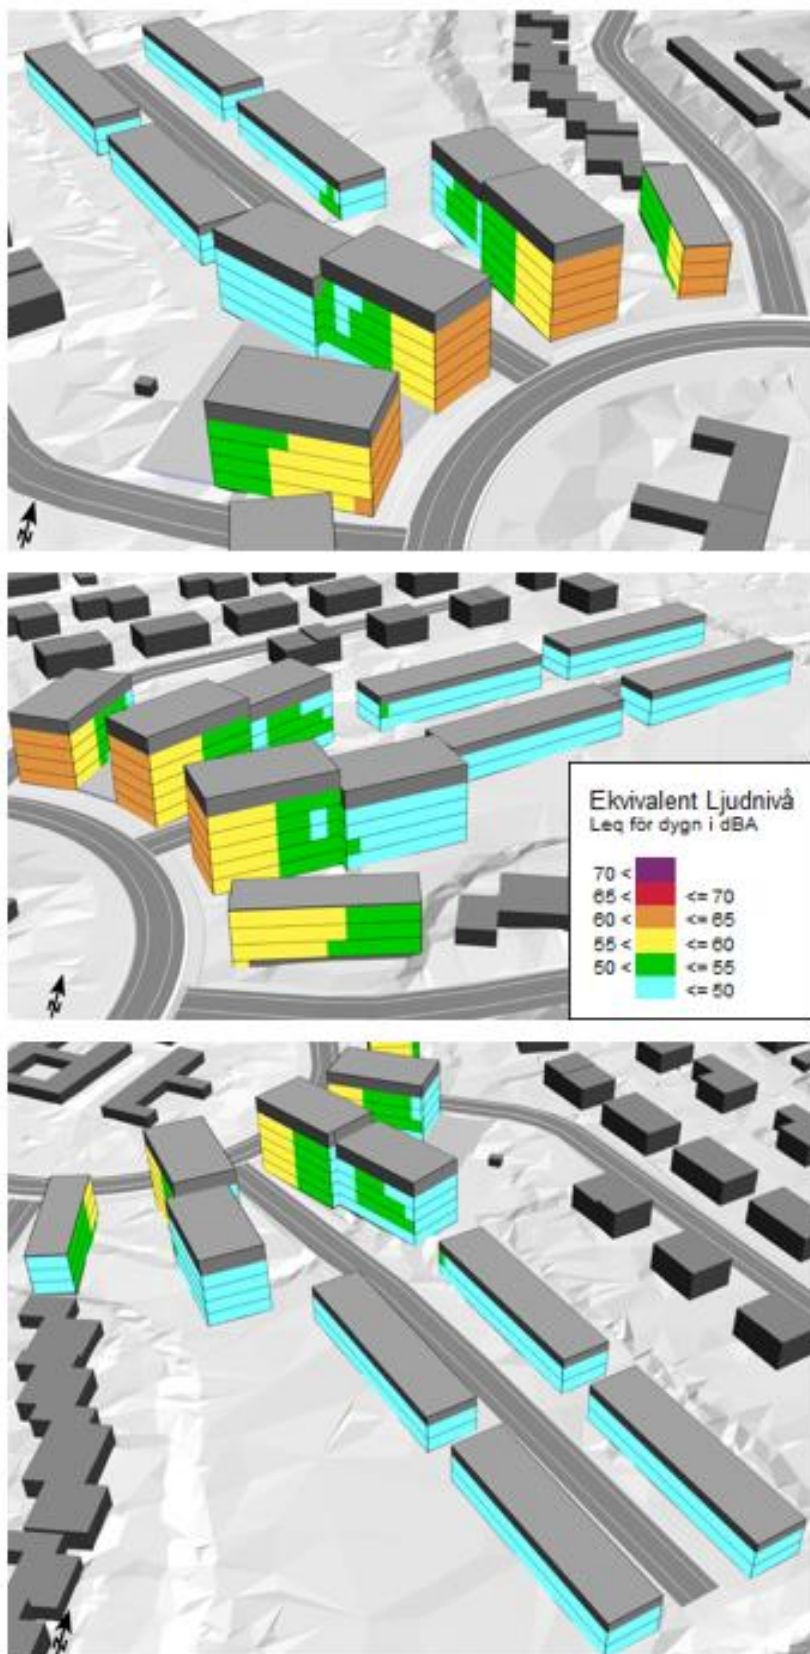 N
Ekvivalent Ljudnivå
Leq för dygn i dBA
70 <
65 < <= 70
60 < <= 65
55 < <= 60
50 < <= 55
<= 50
N
N